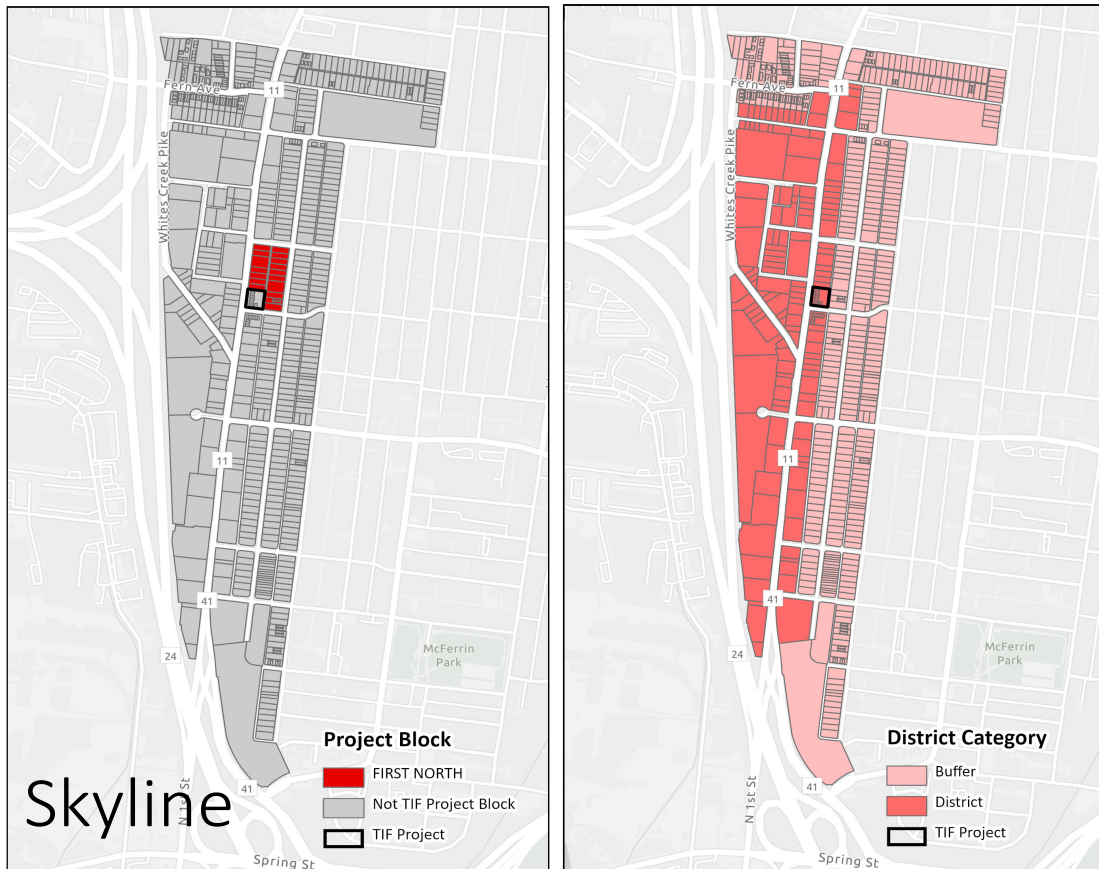 Fern Ave
11
Whites Creek Pike
11
41
24
McFerrin
Park
N 1st St
41
Spring St
Skyline
Project Block
FIRST NORTH
Not TIF Project Block
TIF Project
Fern Ave
11
Whites Creek Pike
11
41
24
McFerrin
Park
N 1st St
41
Spring St
District Category
Buffer
District
TIF Project